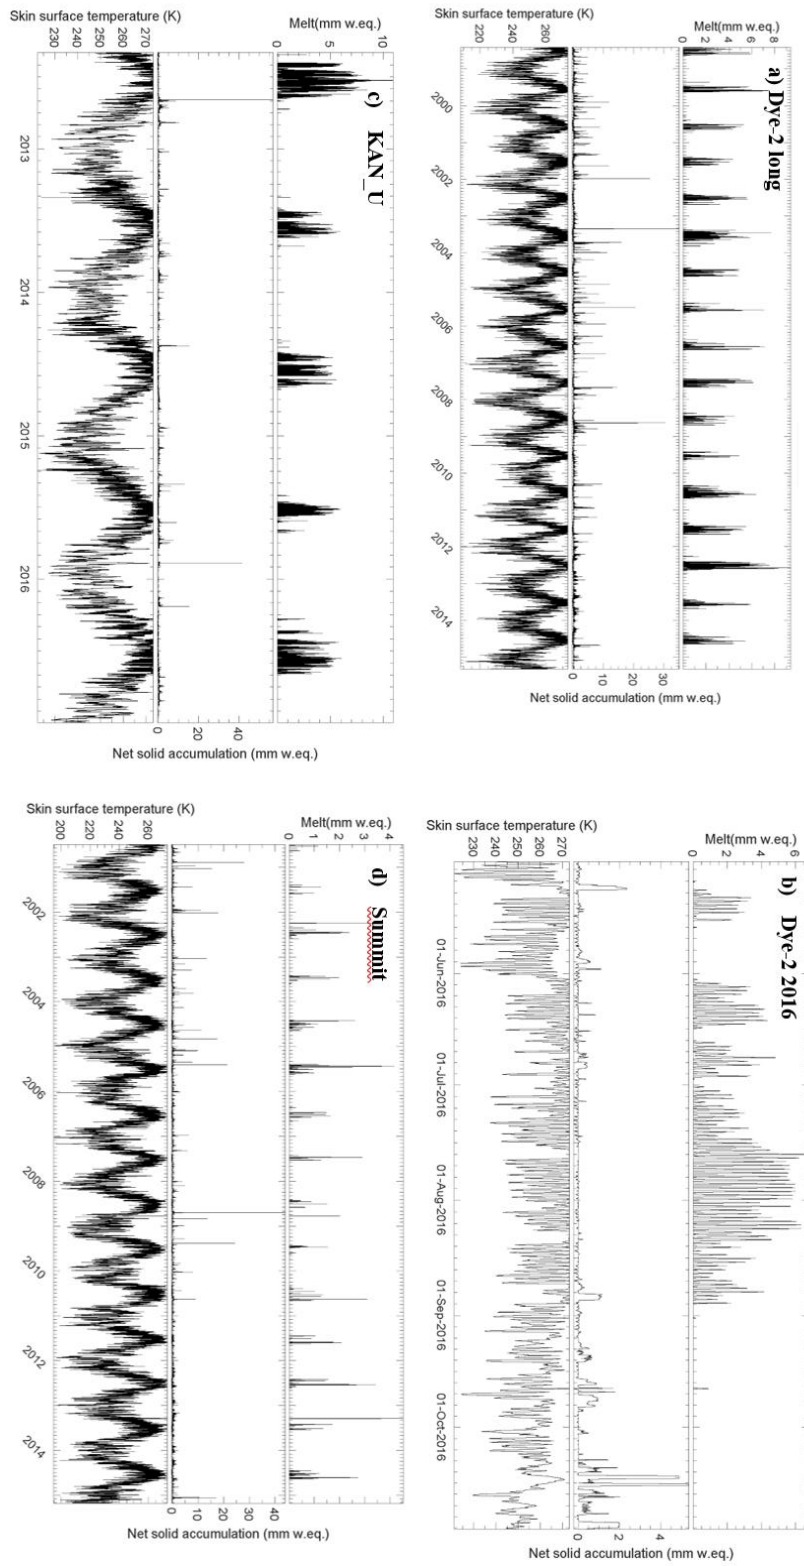 a) Dye-2 long
Melt(mm w.eq.)
8
6
4
2
0
Net solid accumulation (mm w.eq.)
30
20
10
0
Skin surface temperature (K)
260
240
220
2000 2002 2004 2006 2008 2010 2012 2014
b) Dye-2 2016
Melt(mm w.eq.)
6
4
2
0
Net solid accumulation (mm w.eq.)
4
2
0
Skin surface temperature (K)
270
260
250
240
230
01-Jun-2016 01-Jul-2016 01-Aug-2016 01-Sep-2016 01-Oct-2016
c) KAN_U
Melt(mm w.eq.)
10
5
0
Net solid accumulation (mm w.eq.)
40
20
0
Skin surface temperature (K)
270
260
250
240
230
2013 2014 2015 2016
d) Summit
Melt(mm w.eq.)
4
3
2
1
0
Net solid accumulation (mm w.eq.)
40
30
20
10
0
Skin surface temperature (K)
260
240
220
200
2002 2004 2006 2008 2010 2012 2014